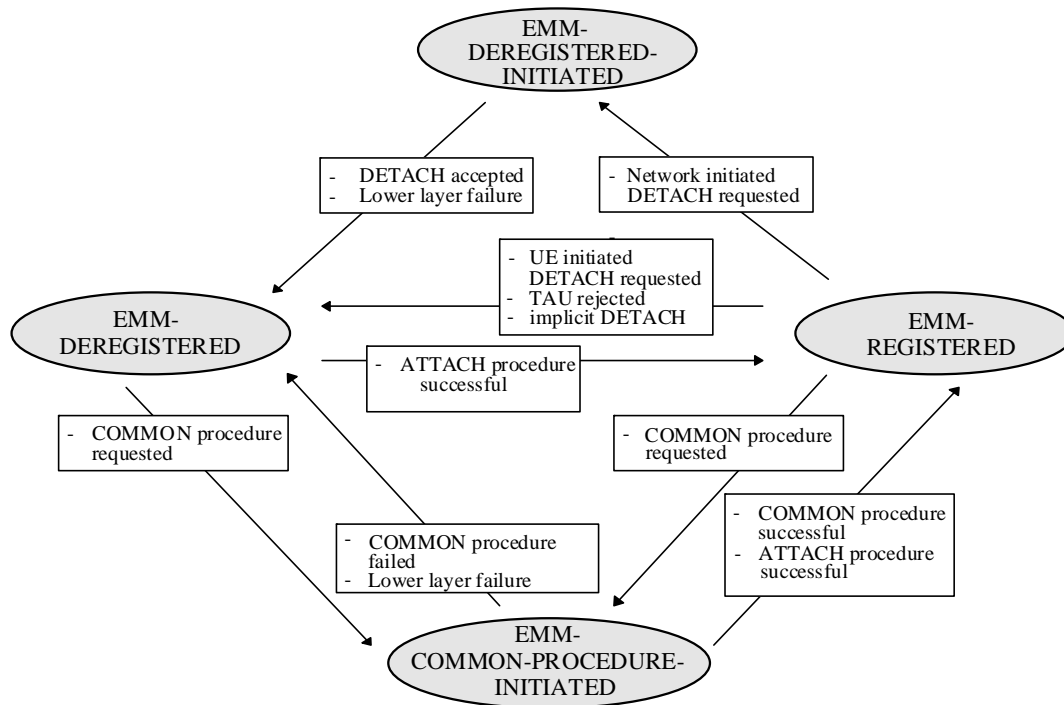 EMM-
DEREGISTERED-
INITIATED
- DETACH accepted
- Lower layer failure
- Network initiated
DETACH requested
- UE initiated
DETACH requested
- TAU rejected
- implicit DETACH
EMM-
DEREGISTERED
EMM-
REGISTERED
- ATTACH procedure
successful
- COMMON procedure
requested
- COMMON procedure
requested
- COMMON procedure
failed
- Lower layer failure
- COMMON procedure
successful
- ATTACH procedure
successful
EMM-
COMMON-PROCEDURE-
INITIATED